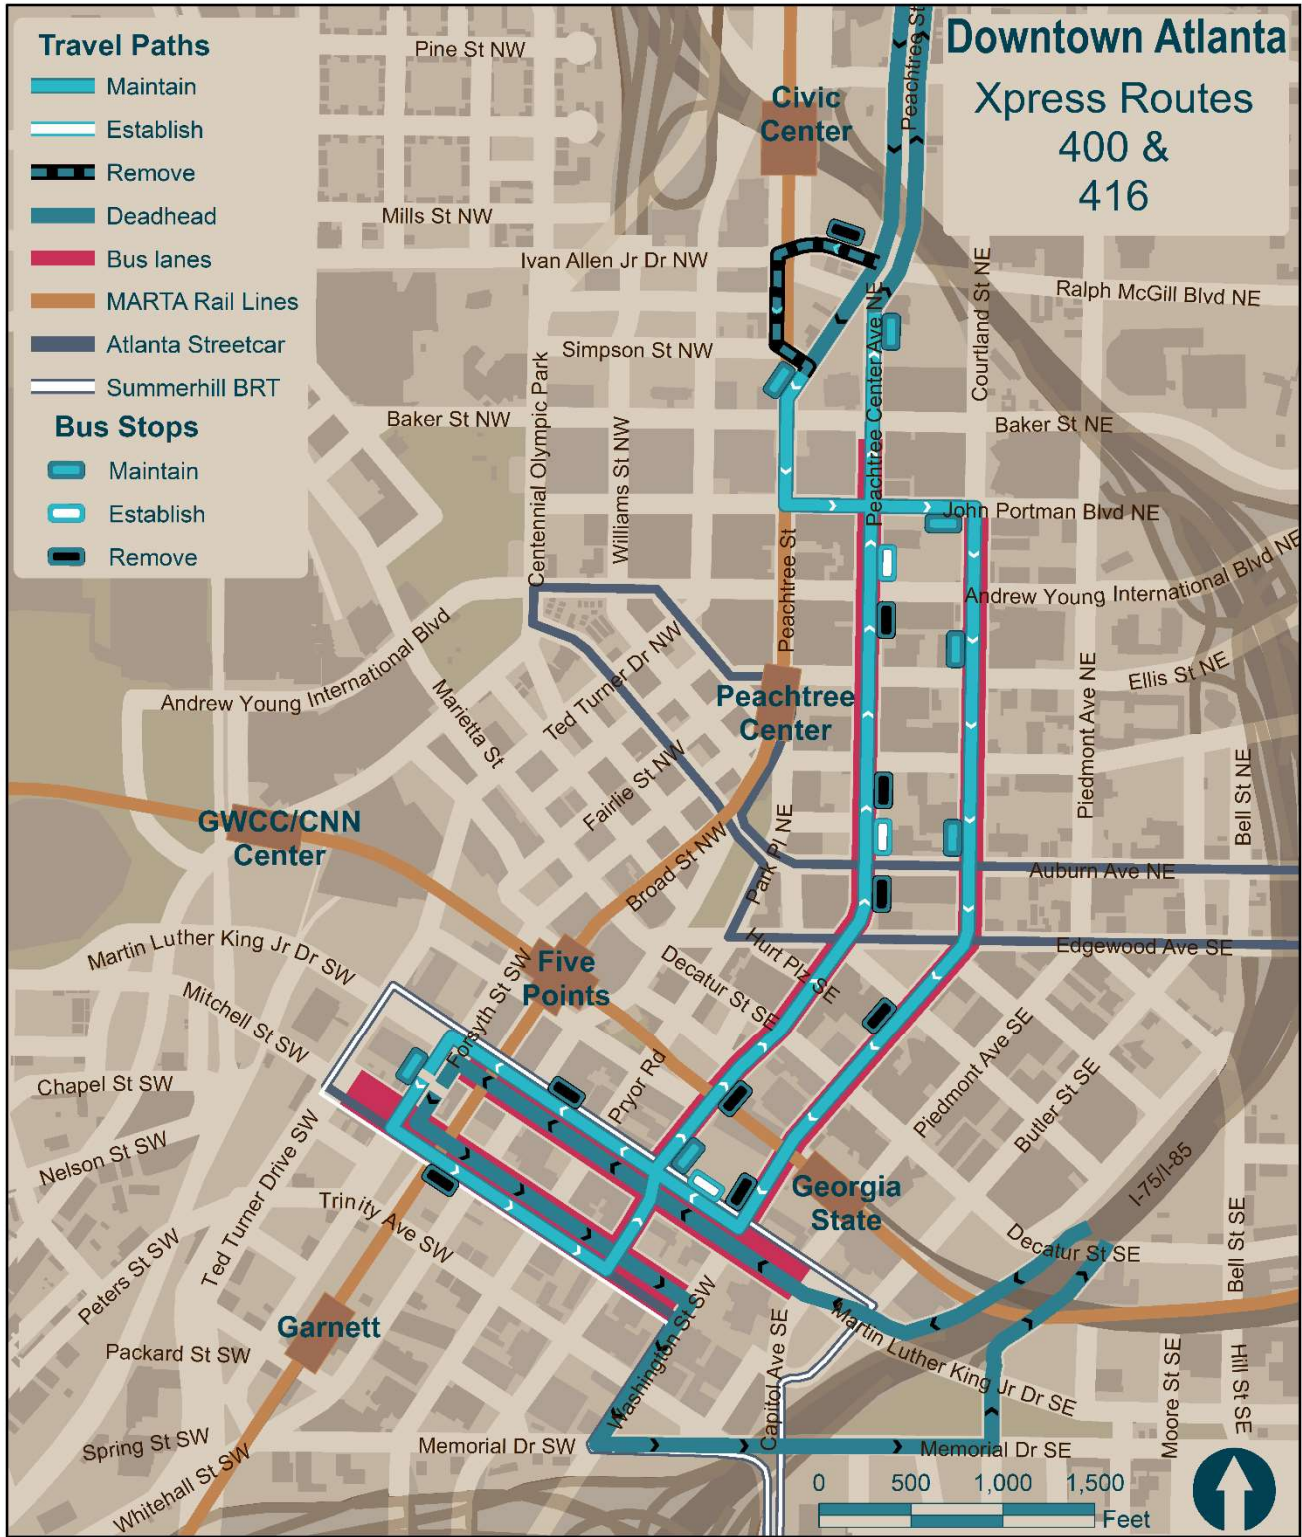 Travel Paths
Maintain
Establish
Remove
Deadhead
Bus lanes
MARTA Rail Lines
Atlanta Streetcar
Summerhill BRT
Bus Stops
Maintain
Establish
Remove
Downtown Atlanta
Xpress Routes
400 &
416
Pine St NW
Civic
Center
Peachtree St
Mills St NW
Ivan Allen Jr Dr NW
Ralph McGill Blvd NE
Courtland St NE
Simpson St NW
Peachtree Center Ave NE
Centennial Olympic Park
Baker St NW
Baker St NE
Williams St NW
Peachtree Center Ave NE
John Portman Blvd NE
Peachtree St
Andrew Young International Blvd NE
Andrew Young International Blvd
Ted Turner Dr NW
Ellis St NE
Marietta St
Peachtree
Center
Piedmont Ave NE
Bell St NE
Fairlie St NW
GWCC/CNN
Center
Broad St NW
Park Pl NE
Auburn Ave NE
Martin Luther King Jr Dr SW
Hurt Plz SE
Edgewood Ave SE
Decatur St SE
Five
Points
Forsyth St SW
Mitchell St SW
Piedmont Ave SE
Pryor Rd
Butler St SE
Chapel St SW
Nelson St SW
Ted Turner Drive SW
Trinity Ave SW
Georgia
State
I-75/I-85
Decatur St SE
Bell St SE
Peters St SW
Washington St SW
Garnett
Capitol Ave SE
Martin Luther King Jr Dr SE
Packard St SW
Moore St SE
Hill St SE
Spring St SW
Memorial Dr SW
Memorial Dr SE
Whitehall St SW
0 500 1,000 1,500
Feet